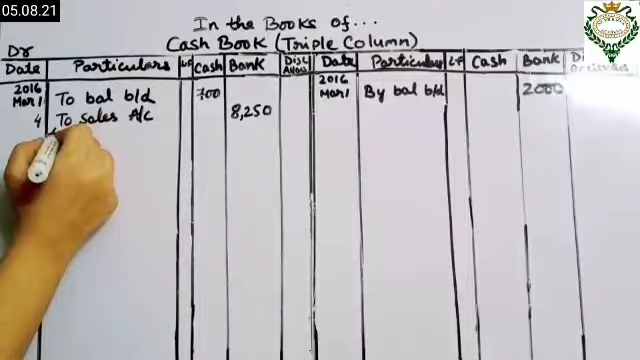 05.08.21
In the Books of...
Cash Book (Triple Column)
Dr
Date Particulars LF Cash Bank Disc Allow Date Particulars LF Cash Bank
2016 2016
Mar 1 To bal b/d 700 Mar 1 By bal b/d 2000
4 To sales A/C 8,250